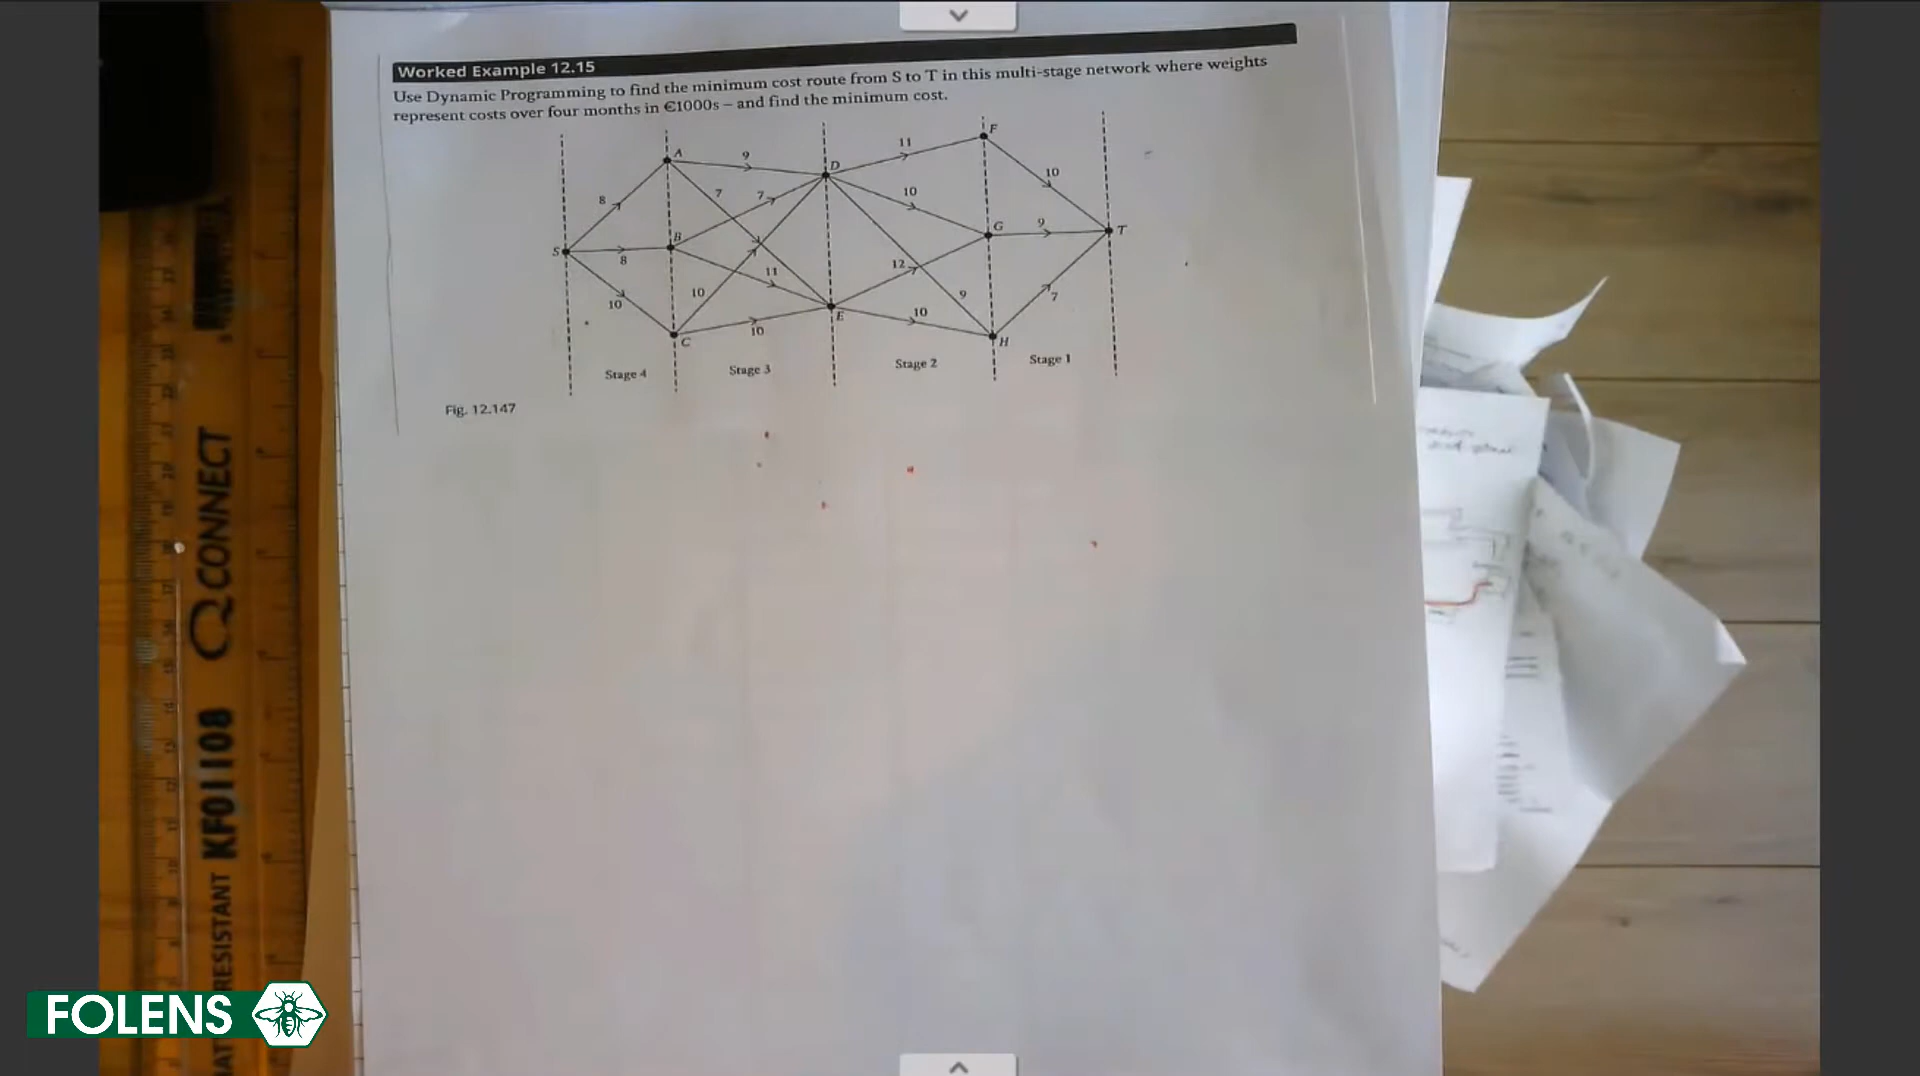 Worked Example 12.15
Use Dynamic Programming to find the minimum cost route from S to T in this multi-stage network where weights
represent costs over four months in €1000s – and find the minimum cost.
F
11
A
9
D
10
10
8
7
7
G
9
T
B
S
8
12
11
10
9
7
10
10
E
10
C
H
Stage 4
Stage 3
Stage 2
Stage 1
Fig. 12.147
QCONNECT
KF01108
RESISTANT
FOLENS